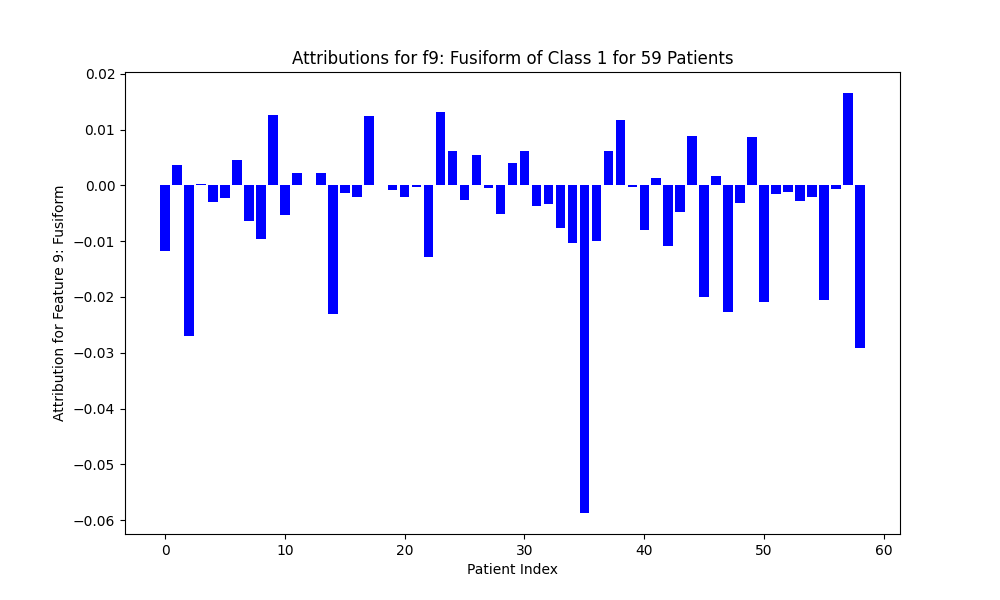 Attributions for f9: Fusiform of Class 1 for 59 Patients
Attribution for Feature 9: Fusiform
0.02
0.01
0.00
−0.01
−0.02
−0.03
−0.04
−0.05
−0.06
0 10 20 30 40 50 60
Patient Index